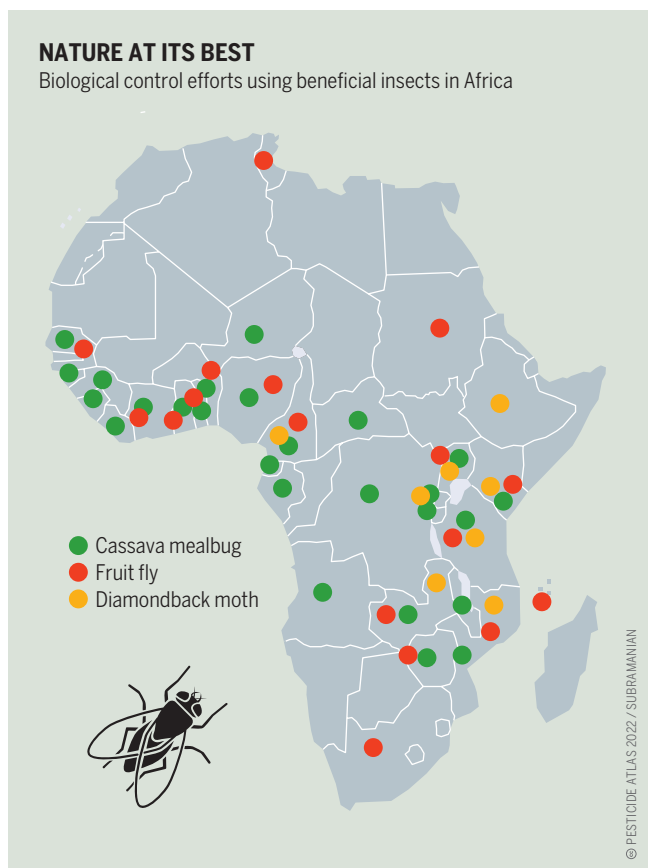 NATURE AT ITS BEST
Biological control efforts using beneficial insects in Africa
Cassava mealbug
Fruit fly
Diamondback moth
© PESTICIDE ATLAS 2022 / SUBRAMANIAN